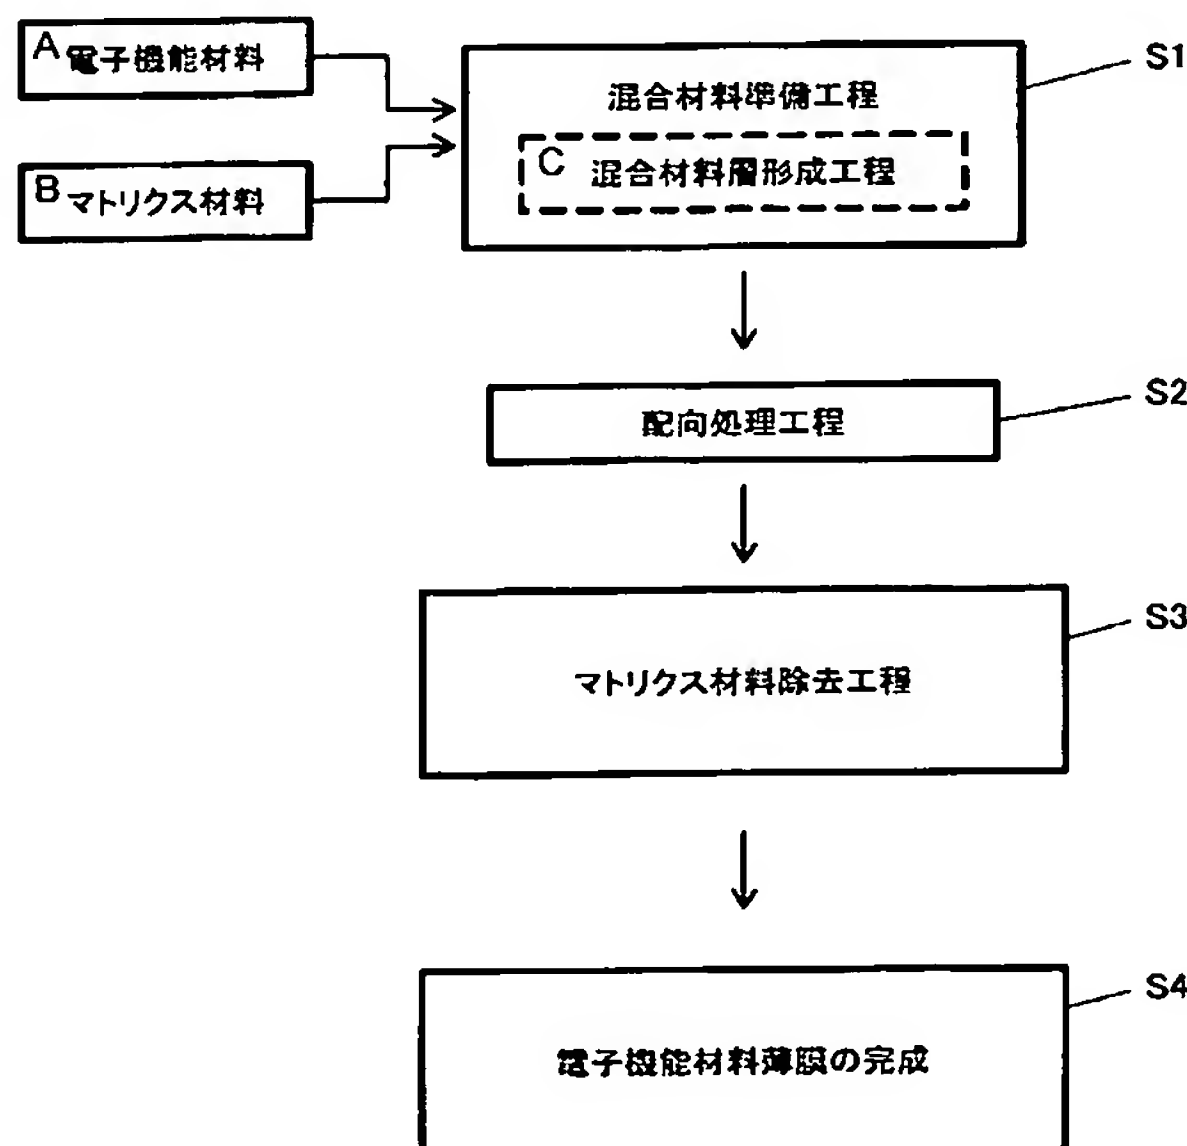 A 電子機能材料
B マトリクス材料
混合材料準備工程
C 混合材料層形成工程
S1
配向処理工程
S2
マトリクス材料除去工程
S3
電子機能材料薄膜の完成
S4